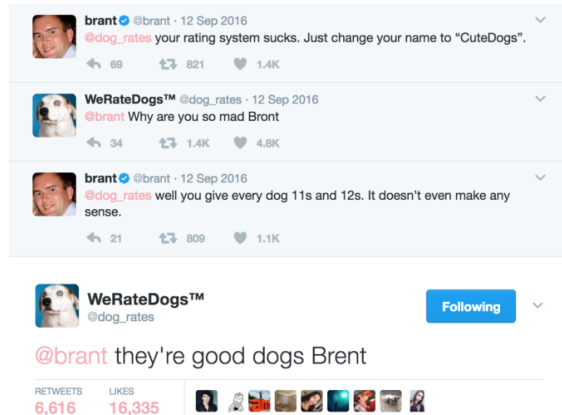 brant @brant · 12 Sep 2016
@dog_rates your rating system sucks. Just change your name to “CuteDogs”.
69 821 1.4K
WeRateDogs™ @dog_rates · 12 Sep 2016
@brant Why are you so mad Bront
34 1.4K 4.8K
brant @brant · 12 Sep 2016
@dog_rates well you give every dog 11s and 12s. It doesn't even make any
sense.
21 809 1.1K
WeRateDogs™
@dog_rates
Following
@brant they're good dogs Brent
RETWEETS LIKES
6,616 16,335